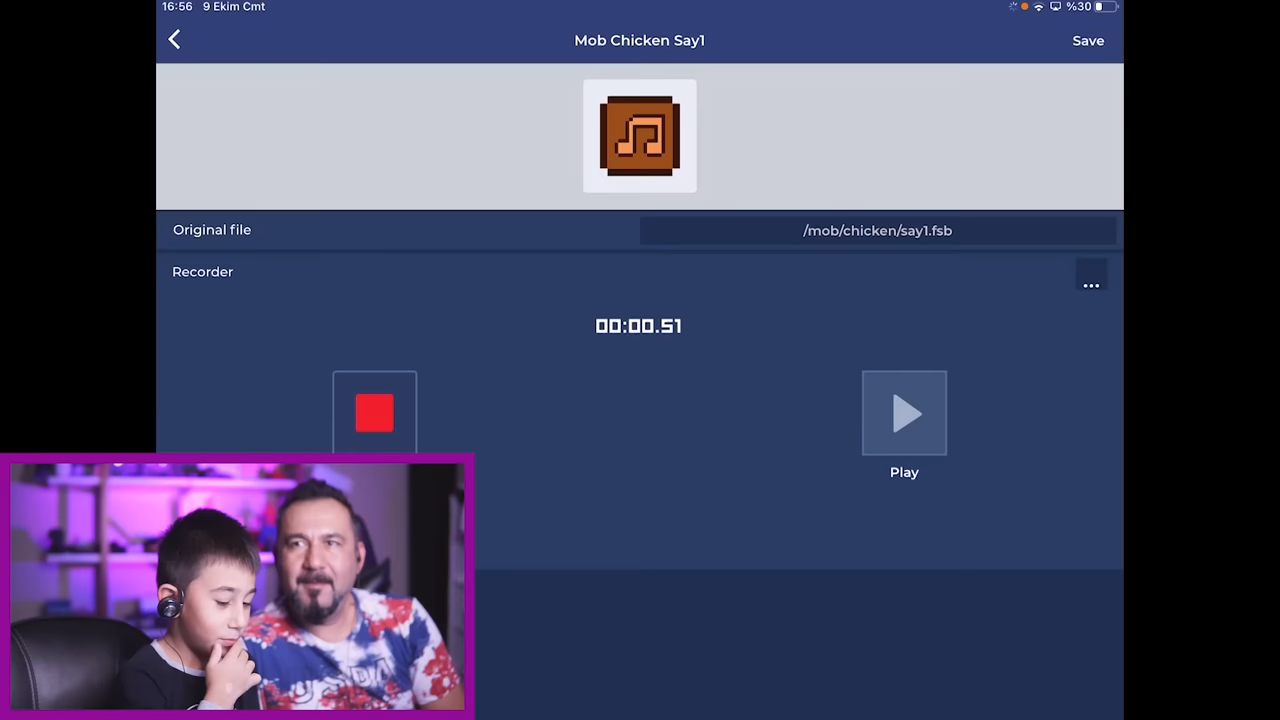 16:56 9 Ekim Cmt %30
Mob Chicken Say1 Save
Original file /mob/chicken/say1.fsb
Recorder ...
00:00.51
Play